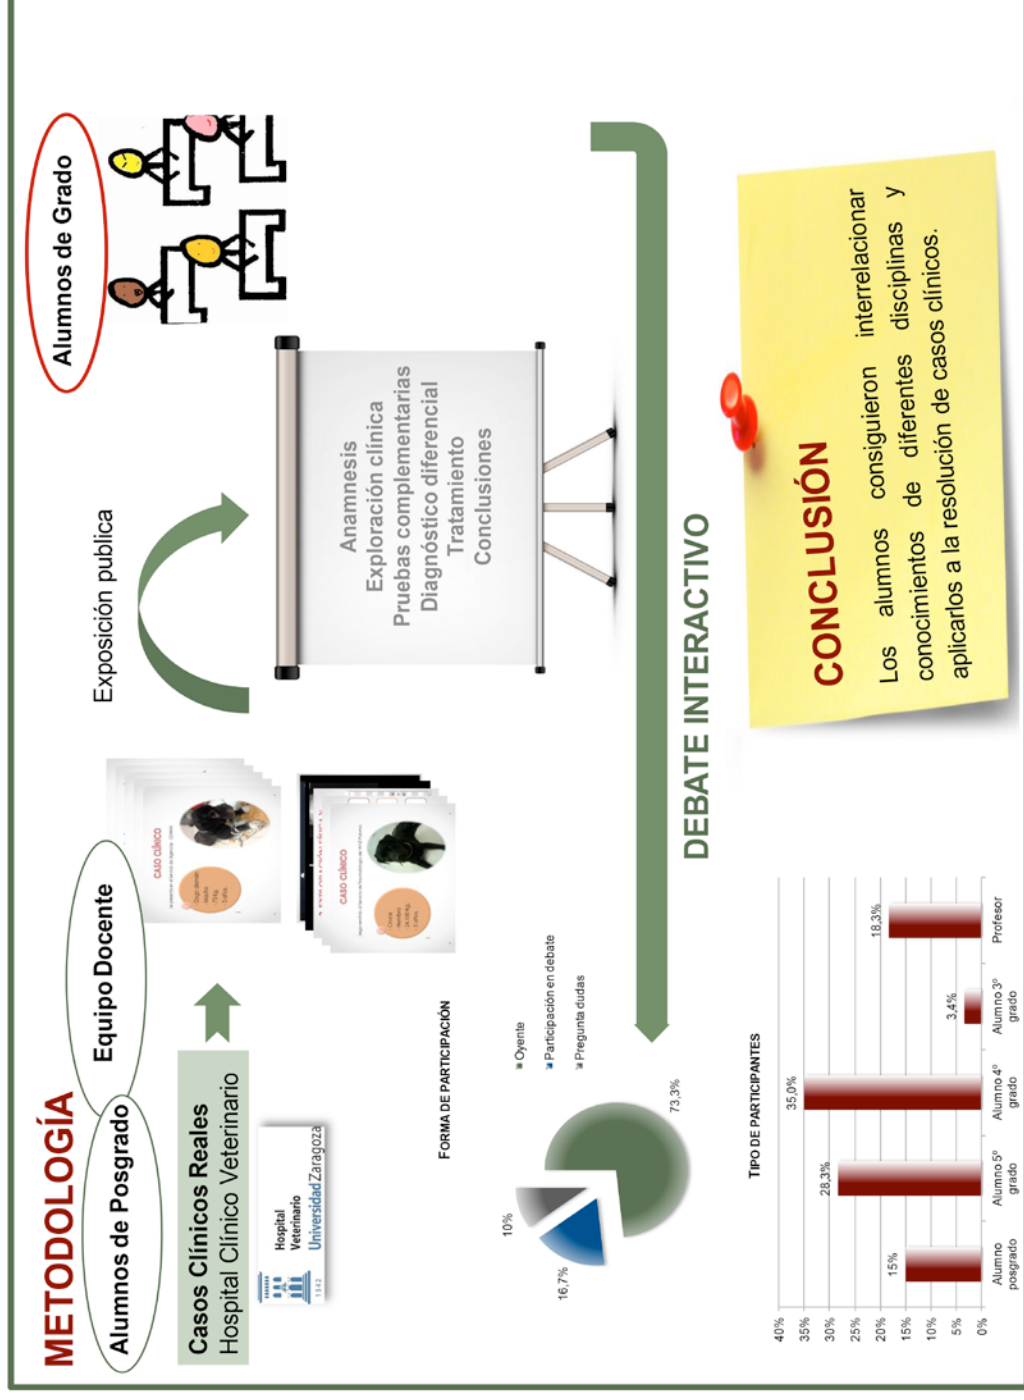 METODOLOGÍA
Alumnos de Posgrado
Equipo Docente
Casos Clínicos Reales
Hospital Clínico Veterinario
Hospital
Veterinario
Universidad Zaragoza
1542
CASO CLÍNICO
CASO CLÍNICO
Exposición publica
Alumnos de Grado
Anamnesis
Exploración clínica
Pruebas complementarias
Diagnóstico diferencial
Tratamiento
Conclusiones
DEBATE INTERACTIVO
FORMA DE PARTICIPACIÓN
10%
16,7%
73,3%
Oyente
Participación en debate
Pregunta dudas
TIPO DE PARTICIPANTES
40%
35%
30%
25%
20%
15%
10%
5%
0%
15%
28,3%
35,0%
3,4%
18,3%
Alumno posgrado
Alumno 5º grado
Alumno 4º grado
Alumno 3º grado
Profesor
CONCLUSIÓN
Los alumnos consiguieron interrelacionar
conocimientos de diferentes disciplinas y
aplicarlos a la resolución de casos clínicos.